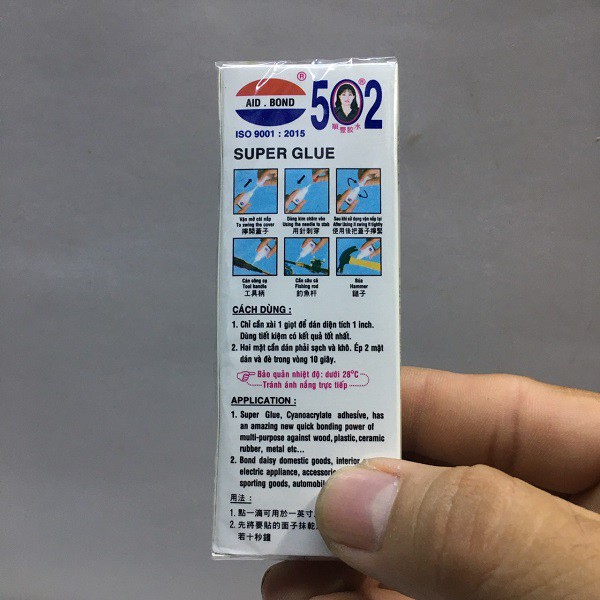 ®
AID . BOND
502 ®
順豐胶水
ISO 9001 : 2015
SUPER GLUE
Vặn mở cái nắp
To swing the cover
擰開蓋子
Dùng kim châm vào
Using the needle to stab
用針刺穿
Sau khi sử dụng vặn nắp lại
After Using it swing it tightly
使用後把蓋子擰緊
Cán công cụ
Tool handle
工具柄
Cần câu cá
Fishing rod
釣魚杆
Búa
Hammer
鎚子
CÁCH DÙNG :
1. Chỉ cần xài 1 giọt để dán diện tích 1 inch.
Dùng tiết kiệm có kết quả tốt nhất.
2. Hai mặt cần dán phải sạch và khô. Ép 2 mặt
dán và đè trong vòng 10 giây.
Bảo quản nhiệt độ: dưới 28°C
Tránh ánh nắng trực tiếp
APPLICATION :
1. Super Glue, Cyanoacrylate adhesive, has
an amazing new quick bonding power of
multi-purpose against wood, plastic, ceramic
rubber, metal etc...
2. Bond daisy domestic goods, interior
electric appliance, accessori
sporting goods, automobil
用法 :
1. 點一滴可用於一英寸
2. 先將要貼的面子抹乾
若十秒鐘